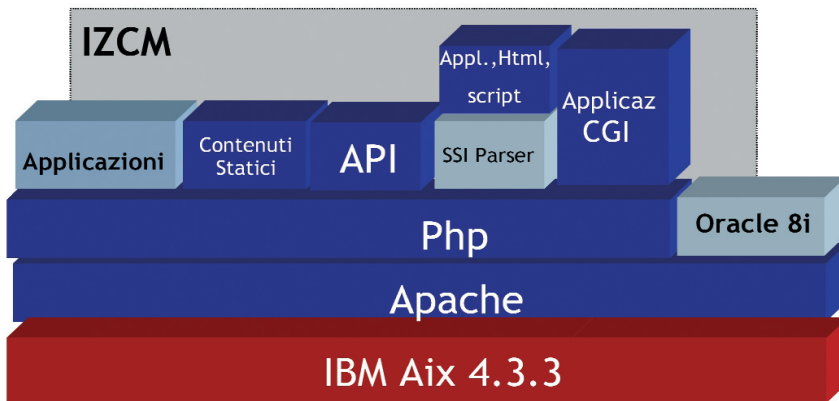 IZCM
Appl.,Html,
script
Applicaz
CGI
Applicazioni
Contenuti
Statici
API
SSI Parser
Php
Oracle 8i
Apache
IBM Aix 4.3.3